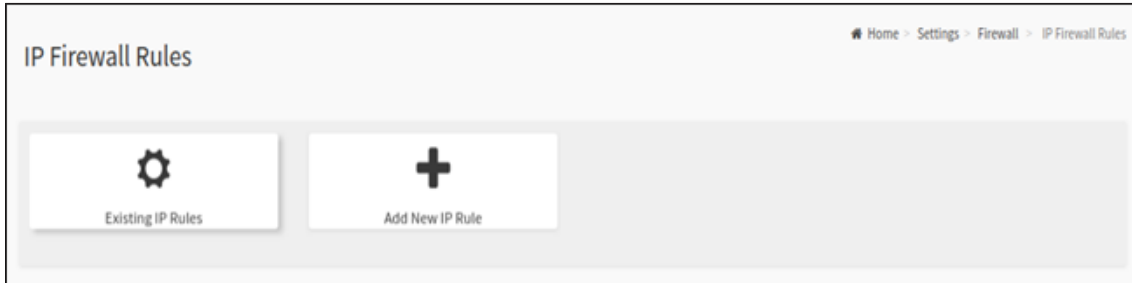 Home > Settings > Firewall > IP Firewall Rules
IP Firewall Rules
Existing IP Rules
Add New IP Rule